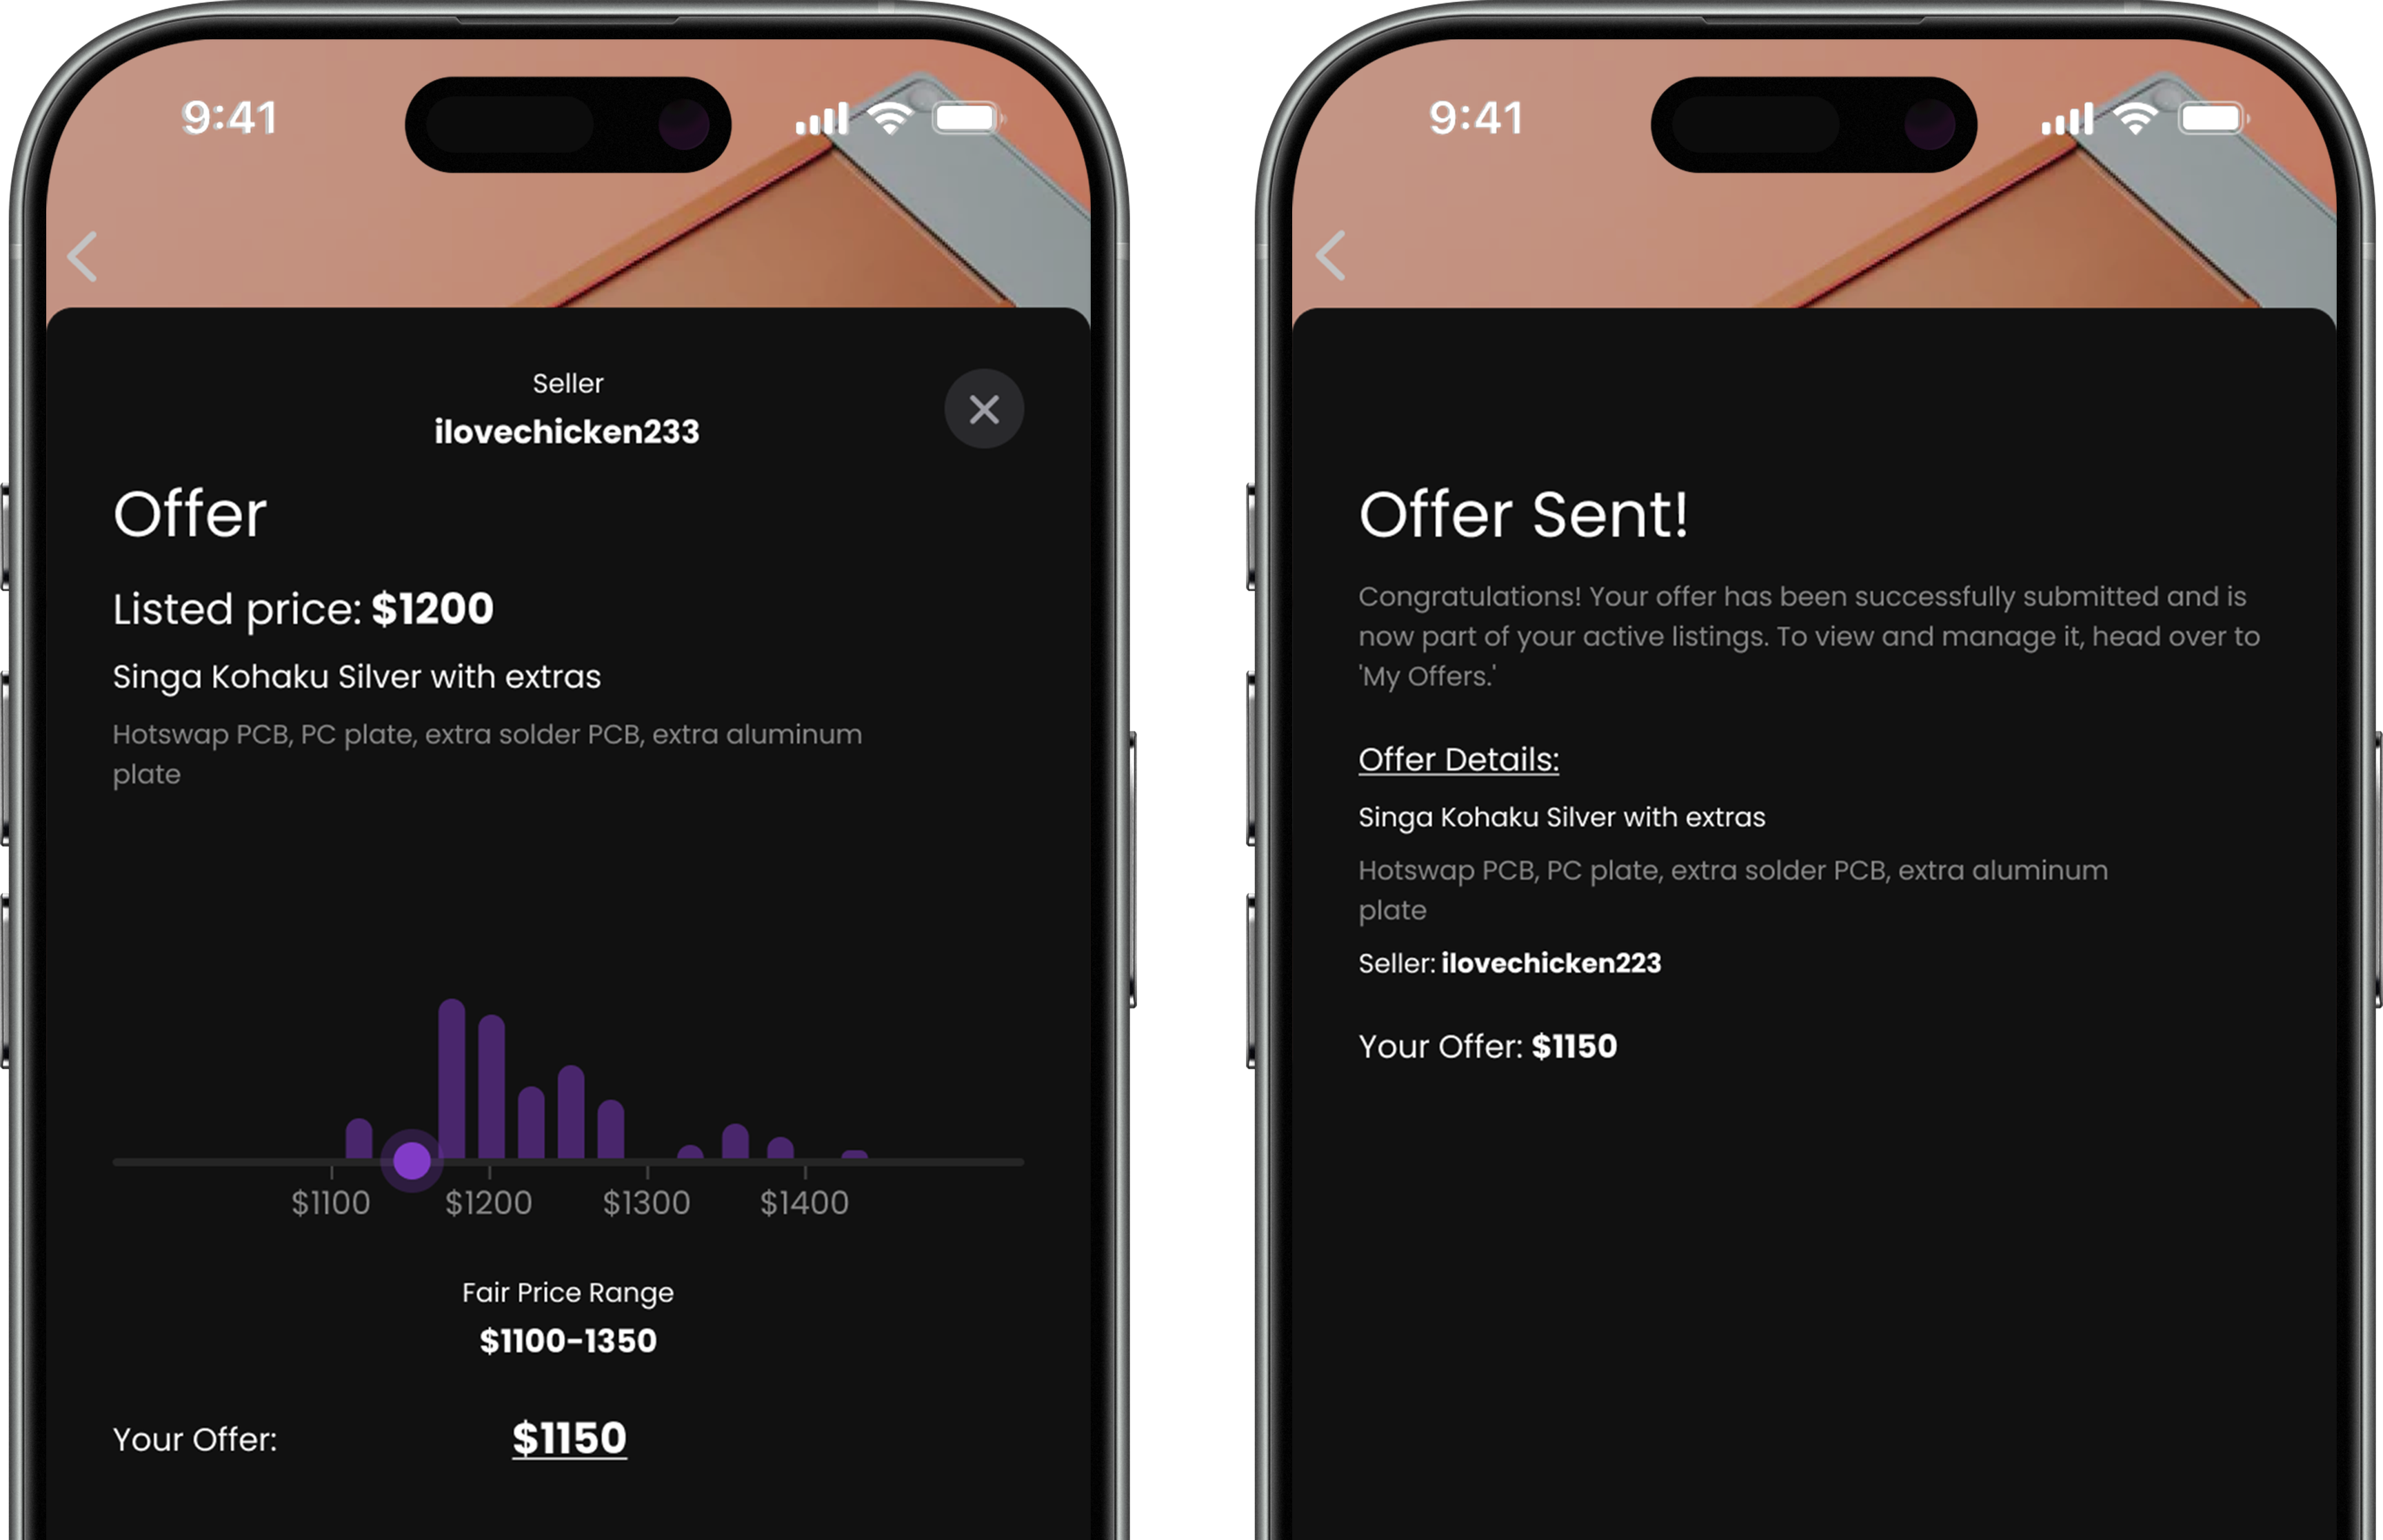 9:41
Seller
ilovechicken233
Offer
Listed price: $1200
Singa Kohaku Silver with extras
Hotswap PCB, PC plate, extra solder PCB, extra aluminum
plate
$1100 $1200 $1300 $1400
Fair Price Range
$1100-1350
Your Offer: $1150
9:41
Offer Sent!
Congratulations! Your offer has been successfully submitted and is
now part of your active listings. To view and manage it, head over to
'My Offers.'
Offer Details:
Singa Kohaku Silver with extras
Hotswap PCB, PC plate, extra solder PCB, extra aluminum
plate
Seller: ilovechicken223
Your Offer: $1150